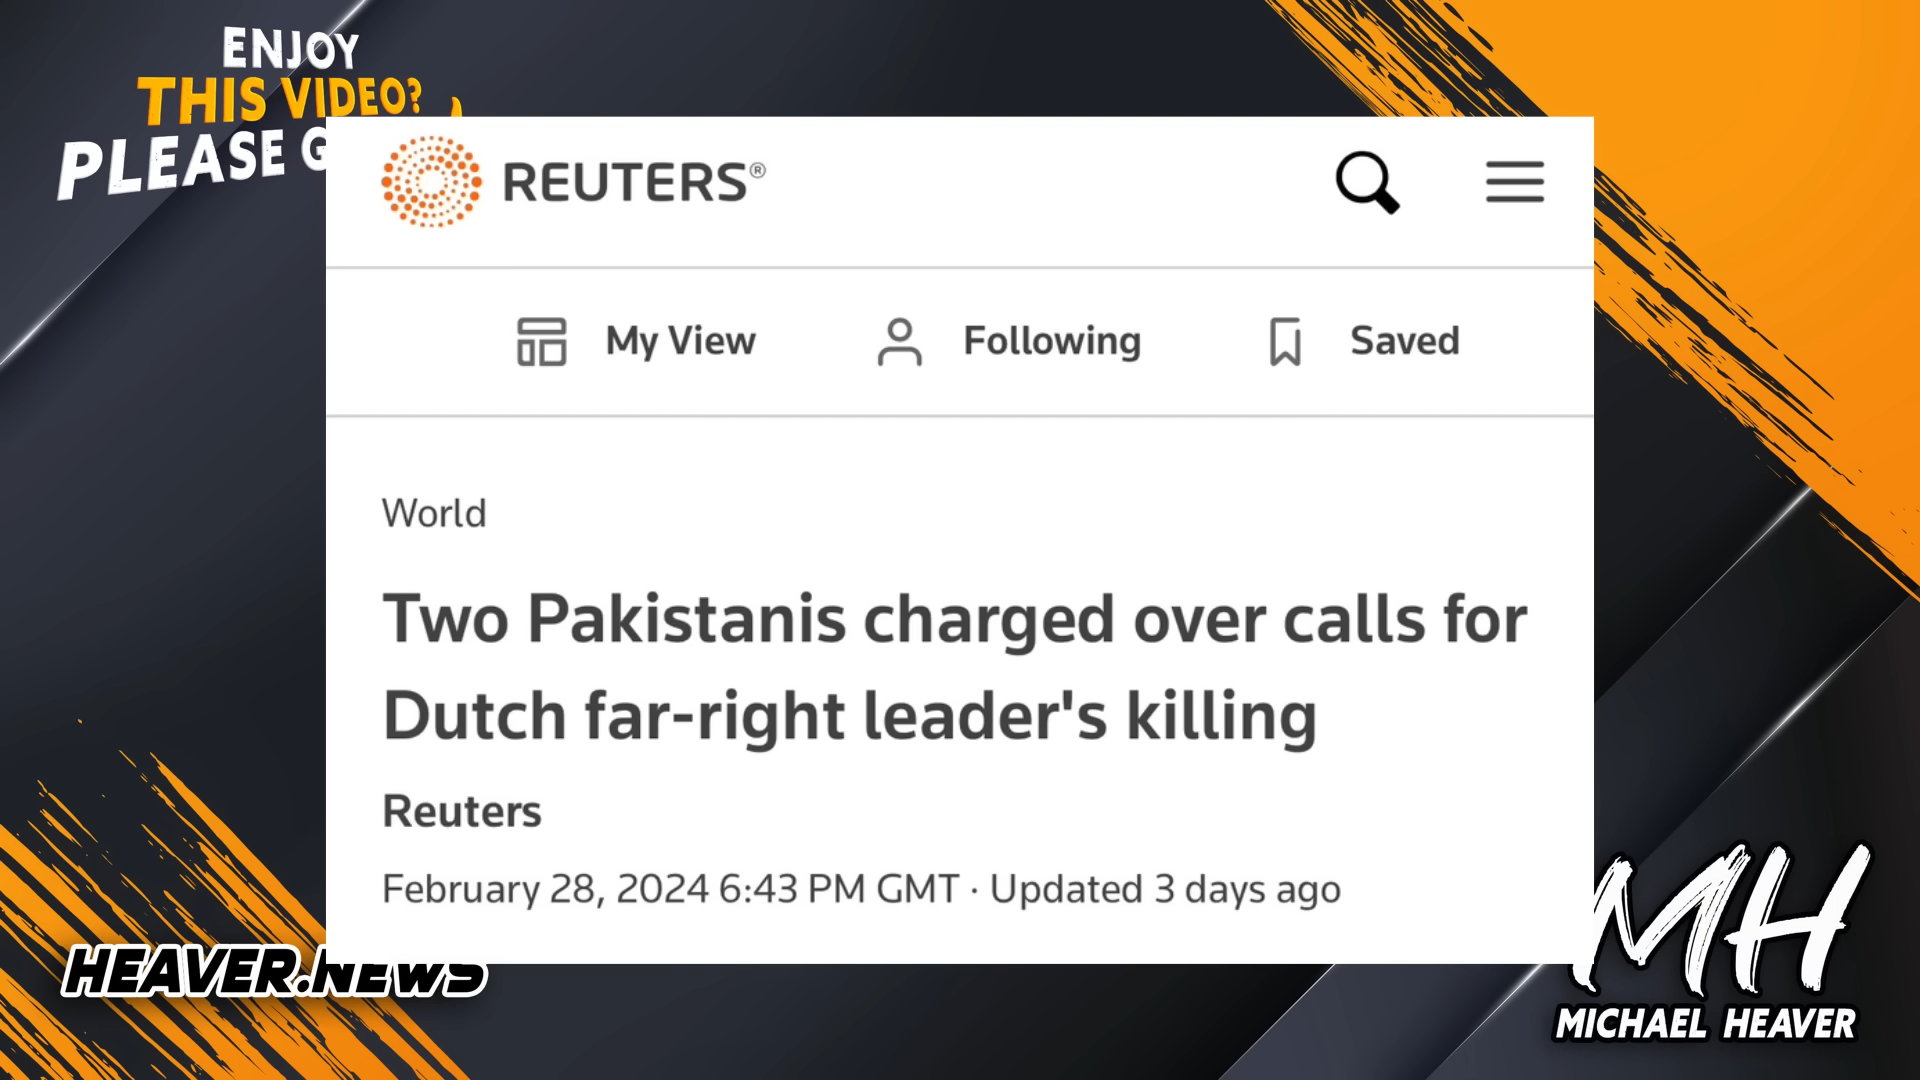 ENJOY
THIS VIDEO?
PLEASE G
REUTERS®
My View Following Saved
World
Two Pakistanis charged over calls for
Dutch far-right leader's killing
Reuters
February 28, 2024 6:43 PM GMT · Updated 3 days ago
HEAVER.NEWS
MH
MICHAEL HEAVER